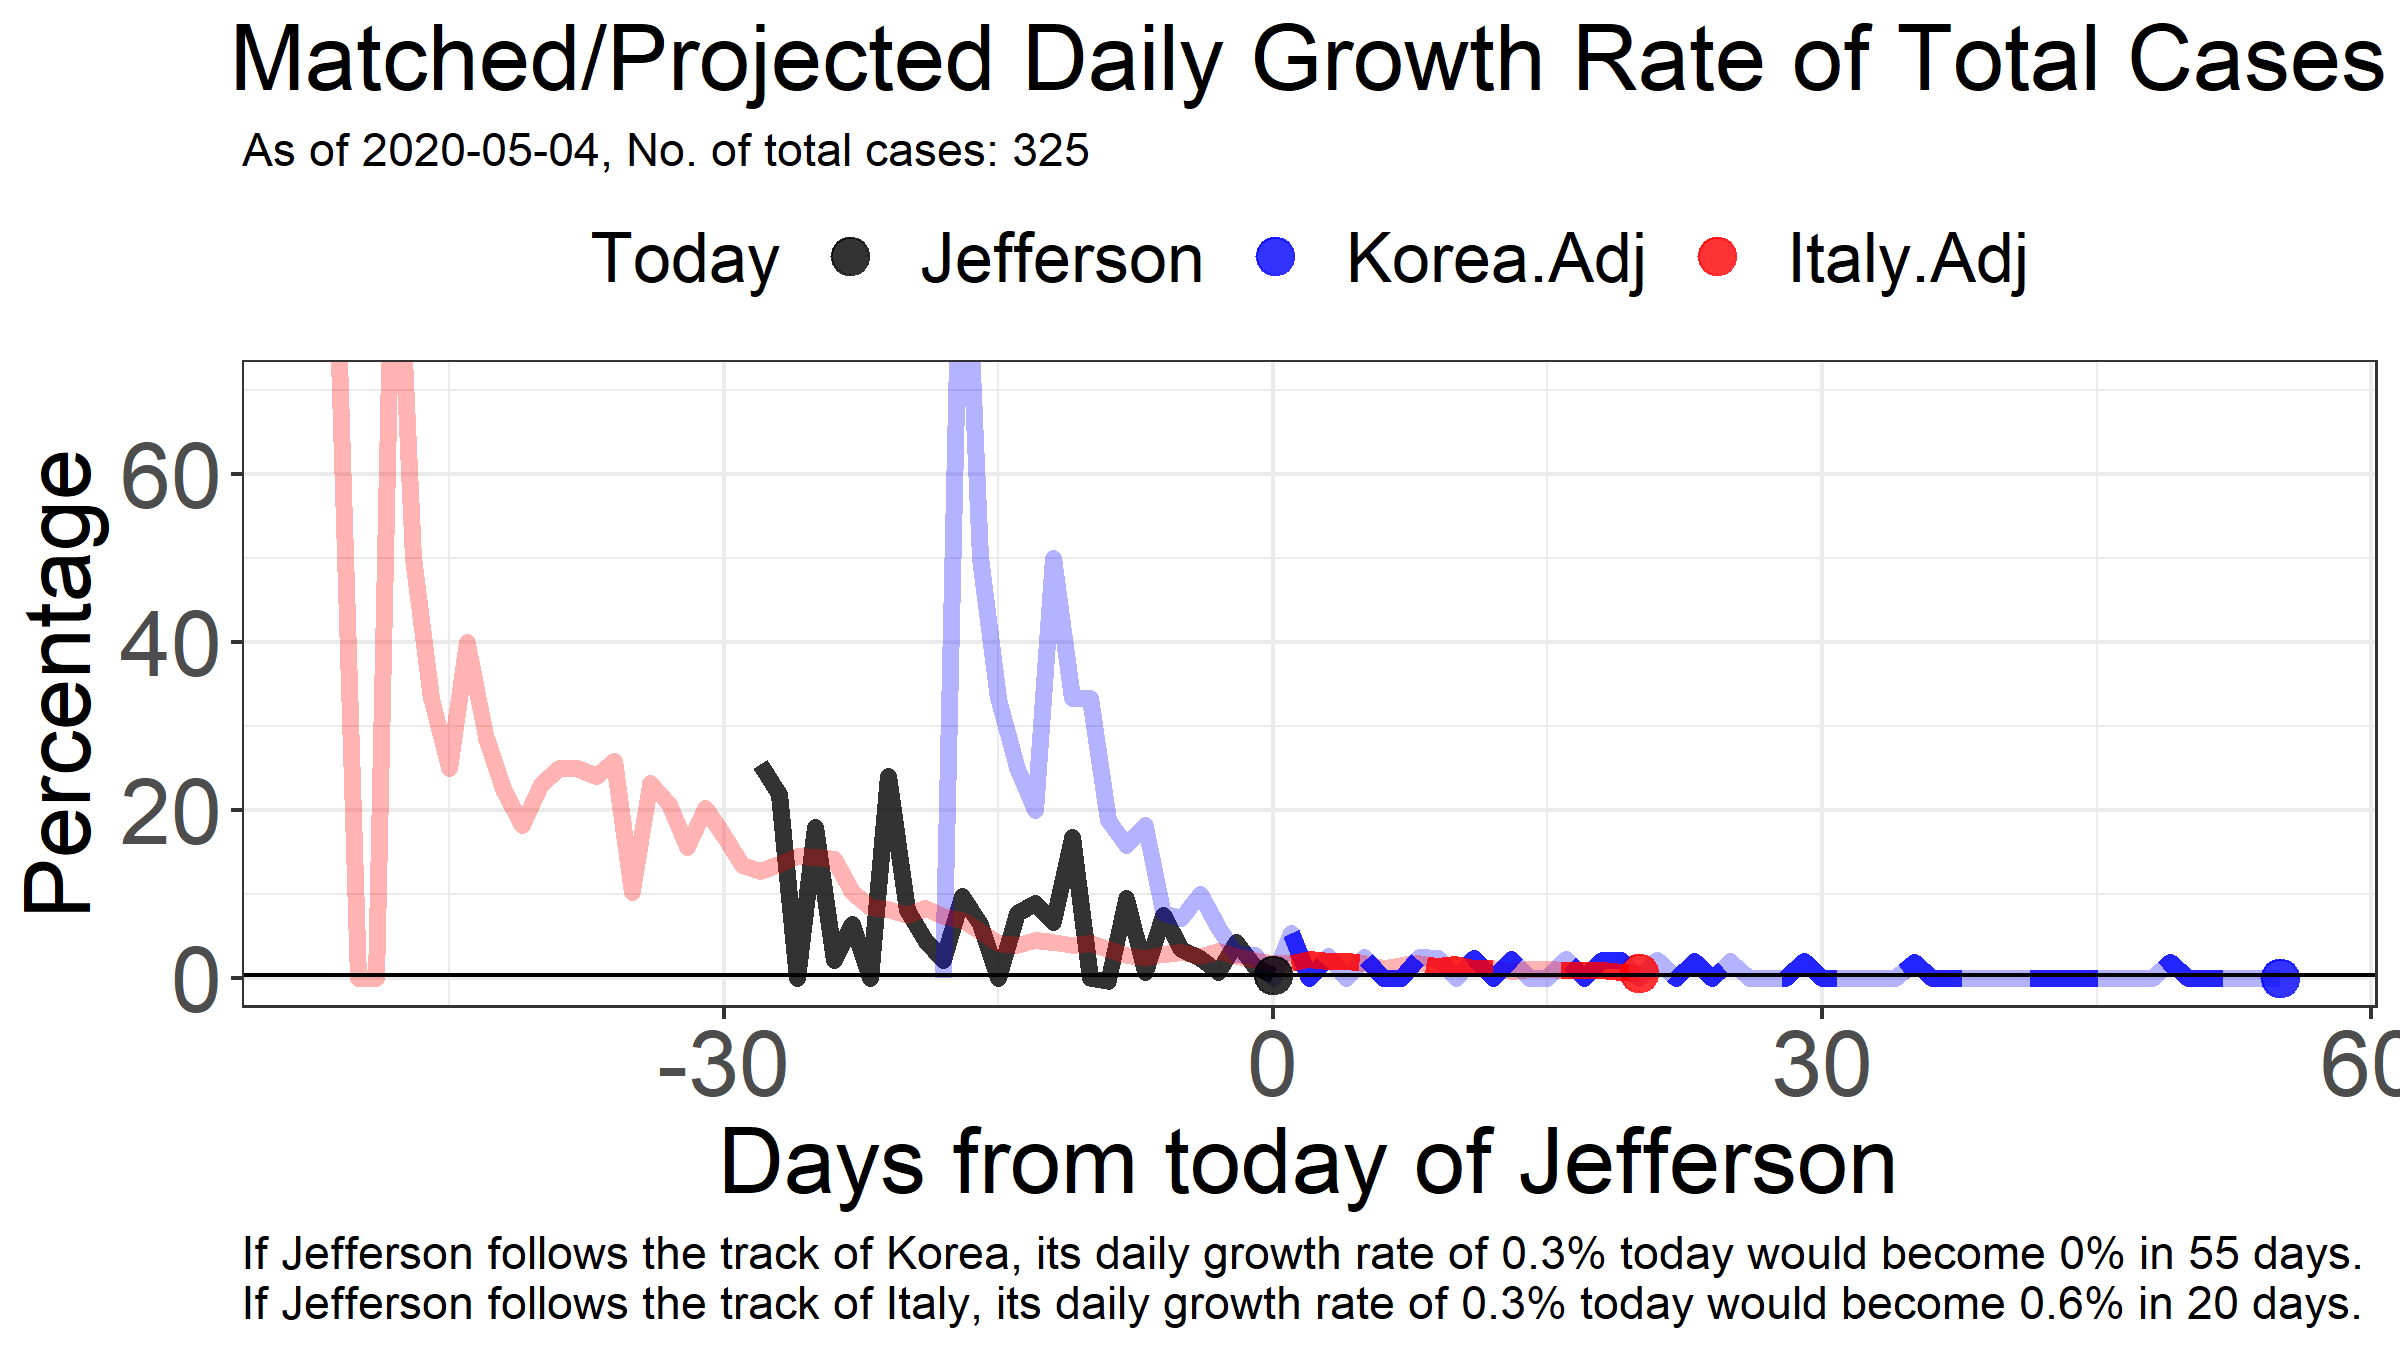 Matched/Projected Daily Growth Rate of Total Cases
As of 2020-05-04, No. of total cases: 325
Today Jefferson Korea.Adj Italy.Adj
Percentage
60
40
20
0
-30 0 30 60
Days from today of Jefferson
If Jefferson follows the track of Korea, its daily growth rate of 0.3% today would become 0% in 55 days.
If Jefferson follows the track of Italy, its daily growth rate of 0.3% today would become 0.6% in 20 days.